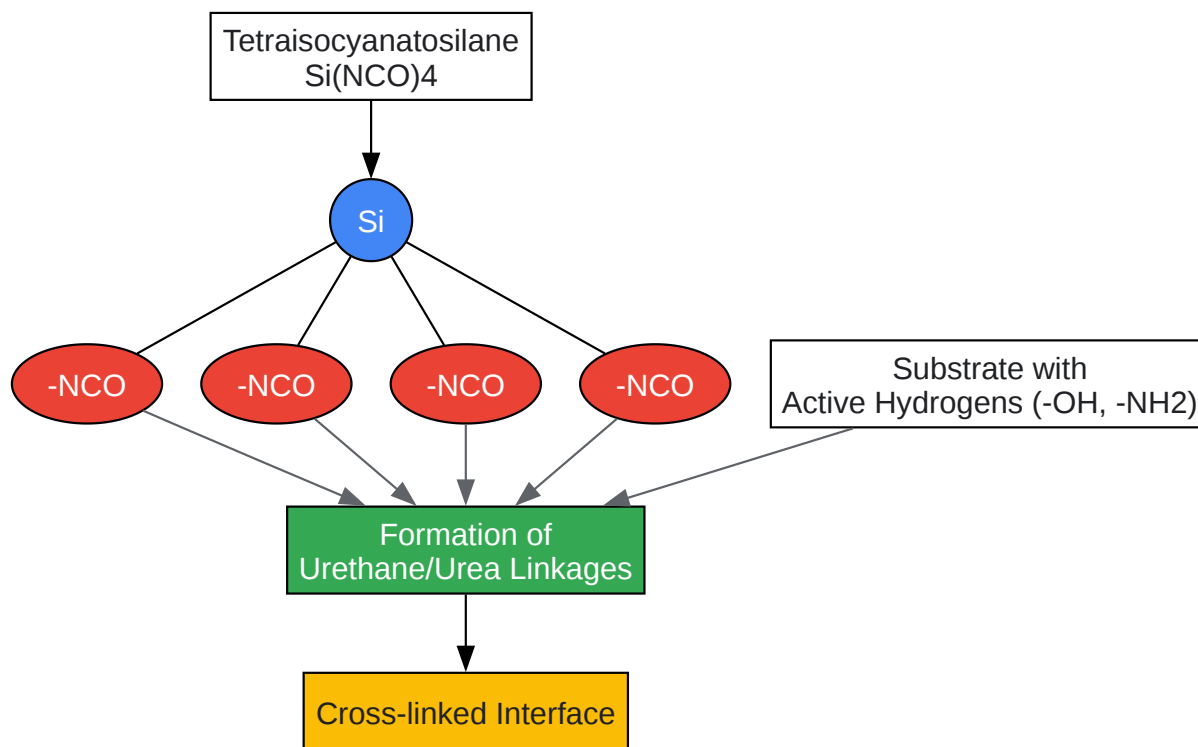 Tetraisocyanatosilane
Si(NCO)4
Si
-NCO
-NCO
-NCO
-NCO
Substrate with
Active Hydrogens (-OH, -NH2)
Formation of
Urethane/Urea Linkages
Cross-linked Interface